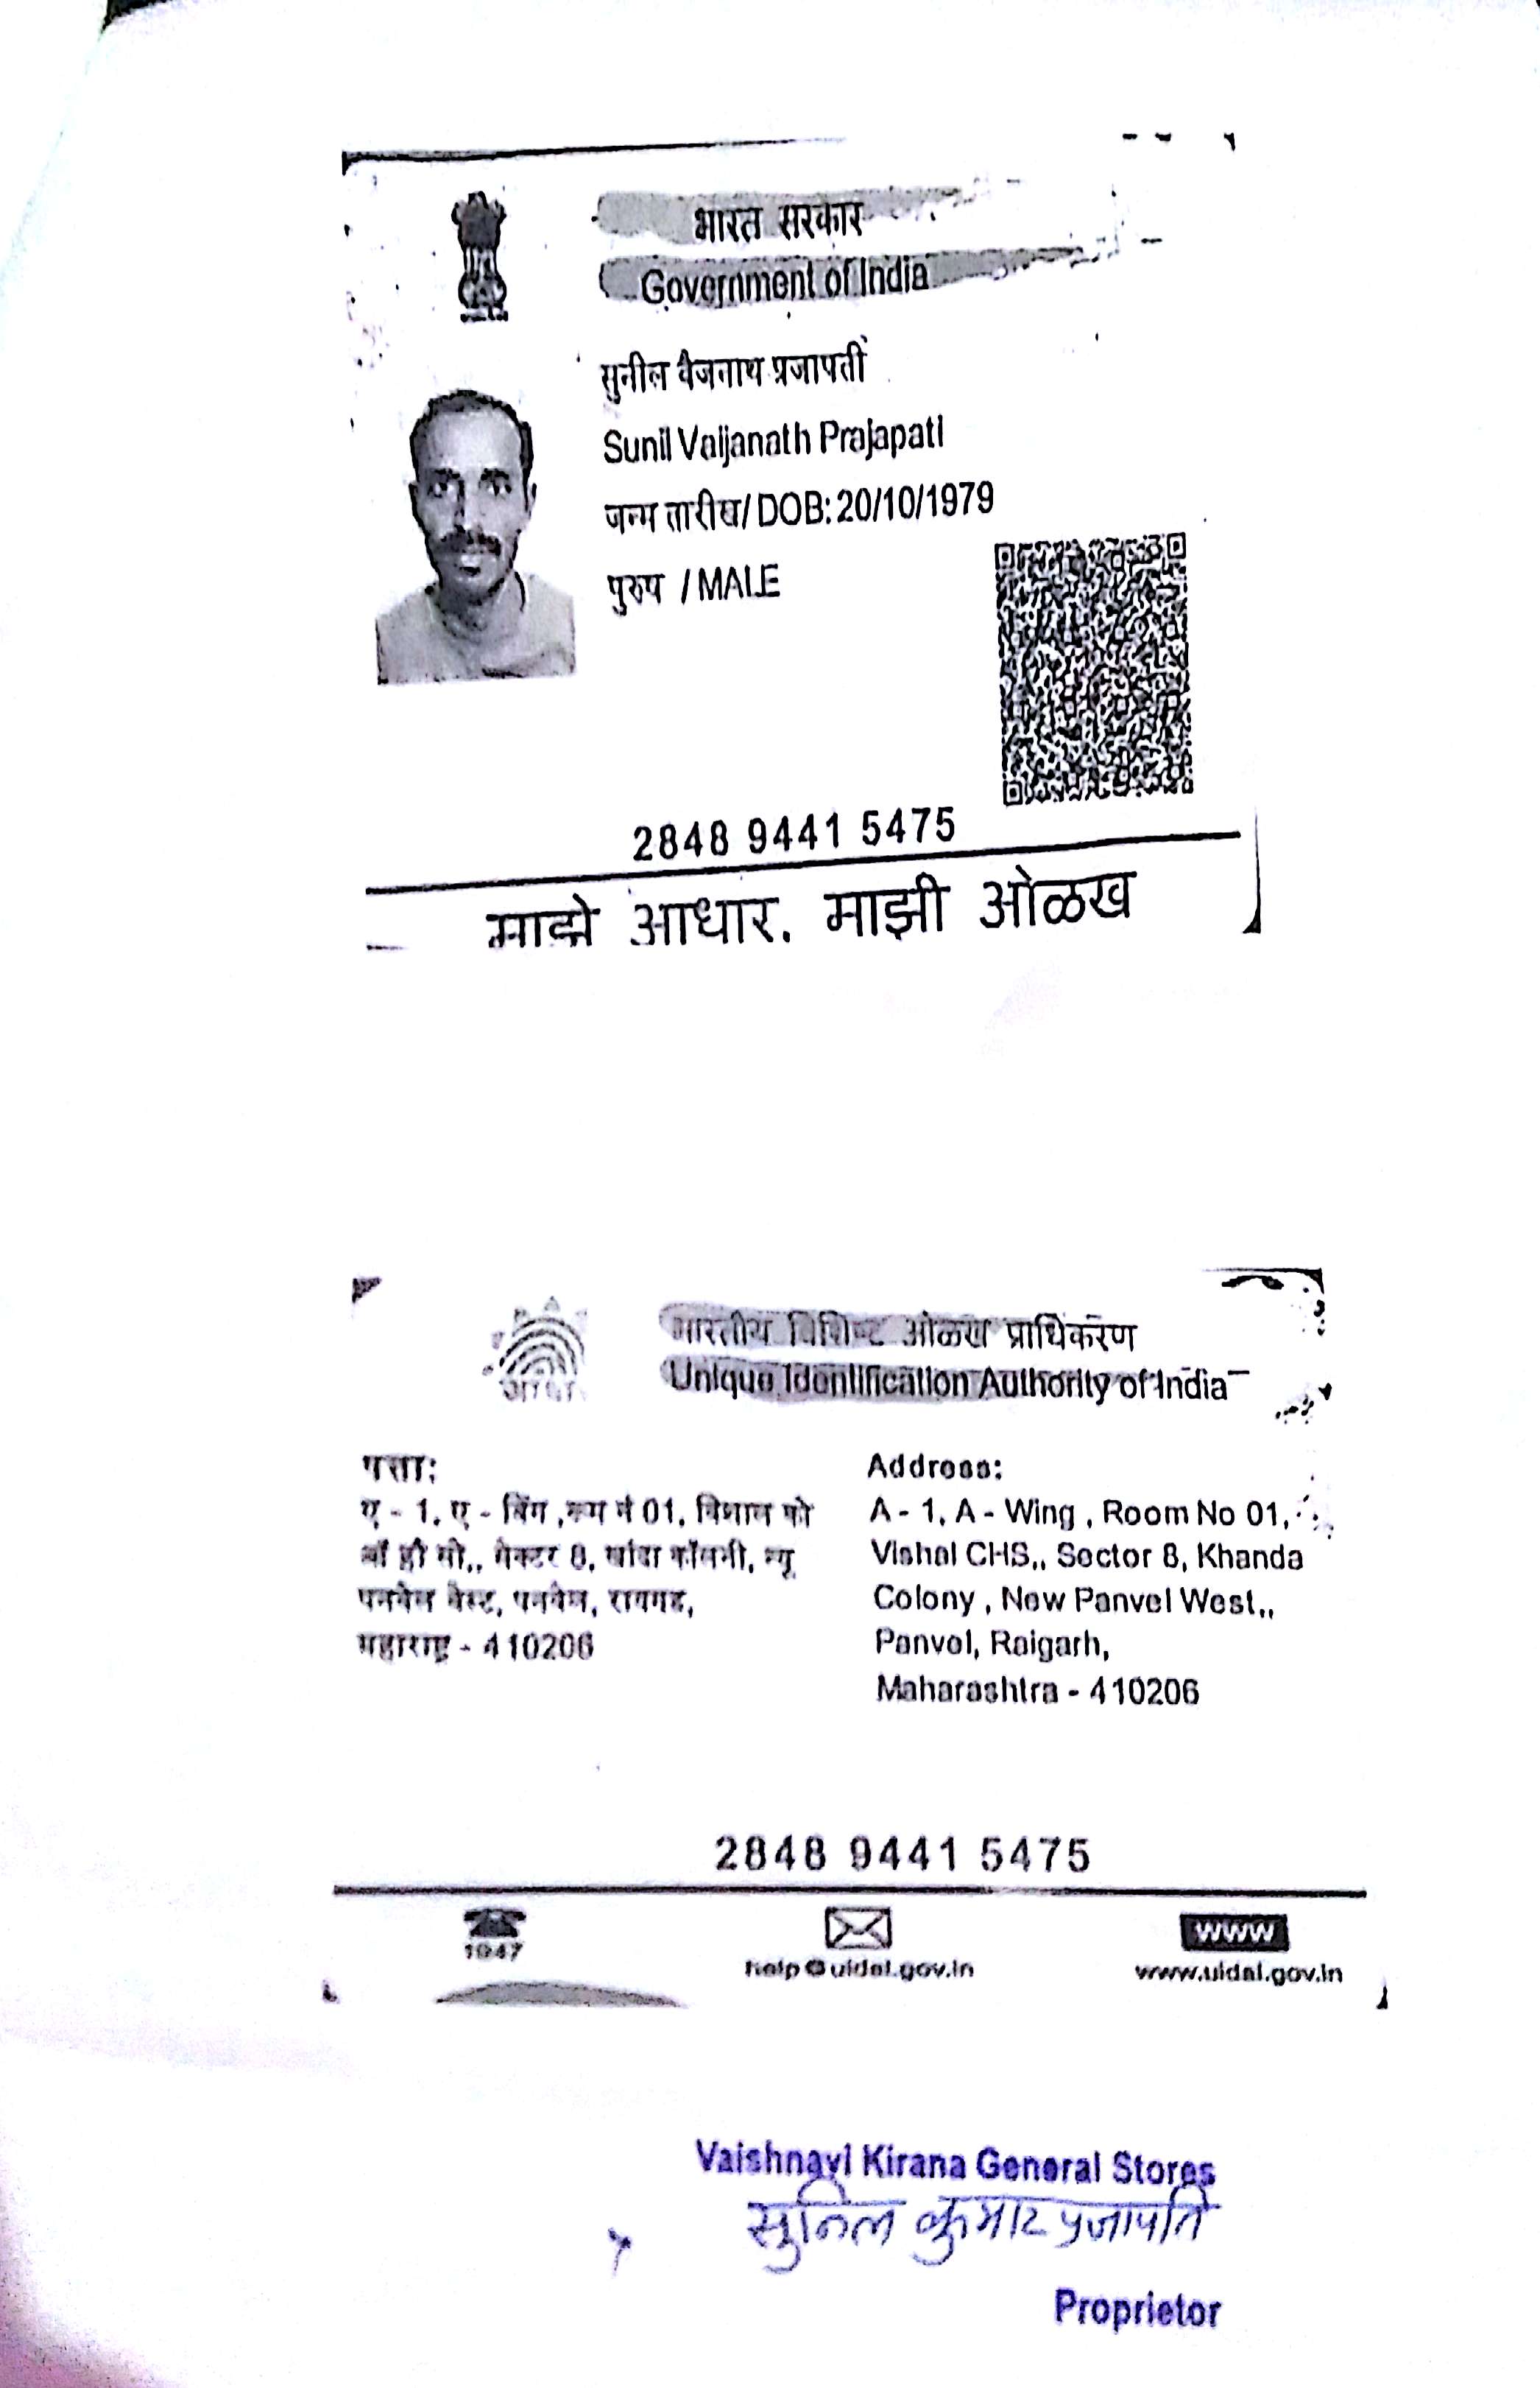 भारत सरकार
Government of India
सुनील वैजनाथ प्रजापती
Sunil Vaijanath Prajapati
जन्म तारीख/ DOB: 20/10/1979
पुरुष / MALE
2848 9441 5475
माझे आधार. माझी ओळख
भारतीय विशिष्ट ओळख प्राधिकरण
Unique Identification Authority of India
पत्ता:
ए - 1, ए - विंग ,रूम नं 01, विशाल को
ऑ हौ सो,, सेक्टर 8, खांदा कॉलनी, न्यू
पनवेल वेस्ट, पनवेल, रायगड,
महाराष्ट्र - 410206
Address:
A - 1, A - Wing , Room No 01,
Vishal CHS,, Sector 8, Khanda
Colony , New Panvel West,,
Panvel, Raigarh,
Maharashtra - 410206
2848 9441 5475
1947
help@uidai.gov.in
www
www.uidai.gov.in
Vaishnavi Kirana General Stores
सुनिल कुमार प्रजापति
Proprietor